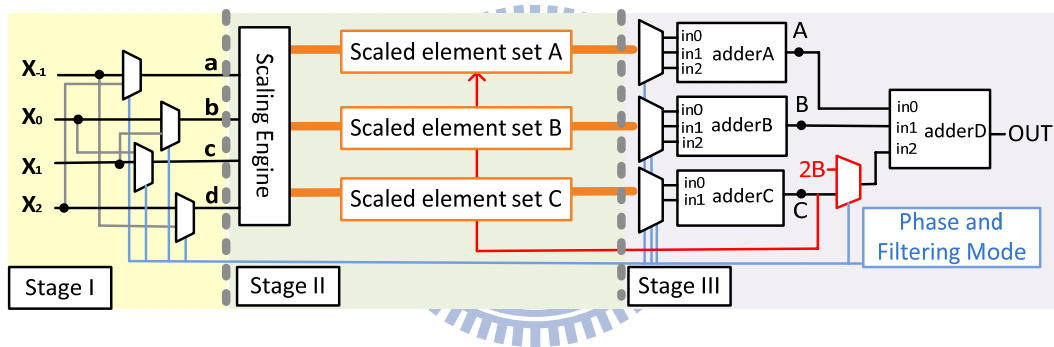 X-1
X0
X1
X2
a
b
c
d
Stage I
Scaling Engine
Scaled element set A
Scaled element set B
Scaled element set C
Stage II
in0
in1
in2
adderA
A
in0
in1
in2
adderB
B
in0
in1
adderC
C
2B
in0
in1
in2
adderD
OUT
Phase and
Filtering Mode
Stage III